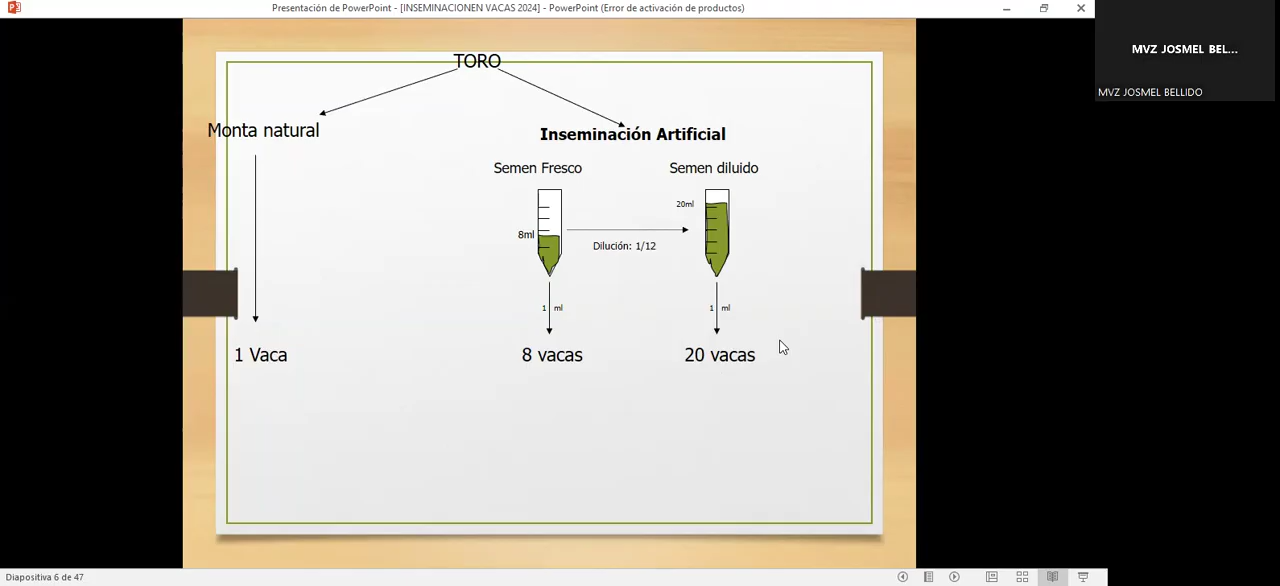 Presentación de PowerPoint - [INSEMINACIONEN VACAS 2024] - PowerPoint (Error de activación de productos)
MVZ JOSMEL BEL...
MVZ JOSMEL BELLIDO
TORO
Monta natural
Inseminación Artificial
Semen Fresco
Semen diluido
20ml
8ml
Dilución: 1/12
1 ml
1 ml
1 Vaca
8 vacas
20 vacas
Diapositiva 6 de 47